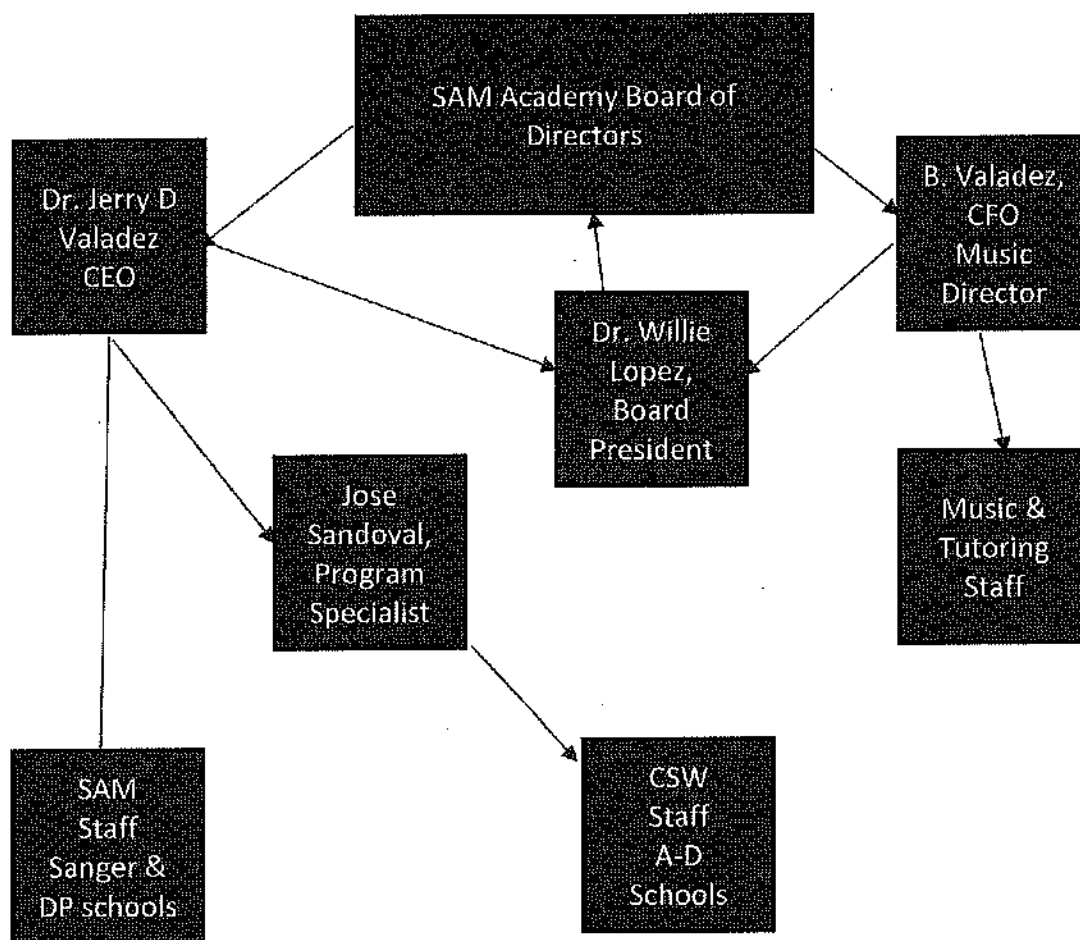 SAM Academy Board of
Directors
Dr. Jerry D
Valadez
CEO
B. Valadez,
CFO
Music
Director
Dr. Willie
Lopez,
Board
President
Jose
Sandoval,
Program
Specialist
Music &
Tutoring
Staff
SAM
Staff
Sanger &
DP schools
CSW
Staff
A-D
Schools